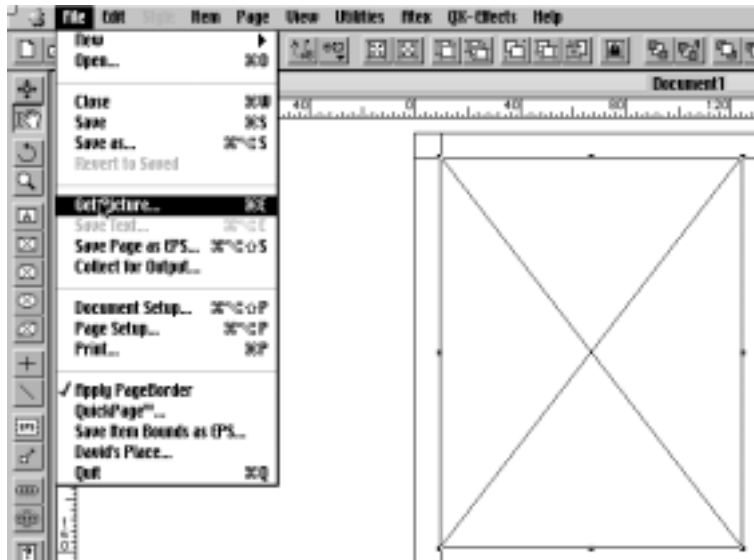 File Edit Style Item Page View Utilities Mtex QX-Effects Help
New
Open... ⌘O
Document1
Close ⌘W
Save ⌘S
Save as... ⌘⌥S
Revert to Saved
40 0 40 80 120
Get Picture... ⌘E
Save Text... ⌘⌥E
Save Page as EPS... ⌘⌥⇧S
Collect for Output...
Document Setup... ⌘⌥⇧P
Page Setup... ⌘⌥P
Print... ⌘P
✓ Apply PageBorder
QuickPage™...
Save Item Bounds as EPS...
David's Place...
Quit ⌘Q